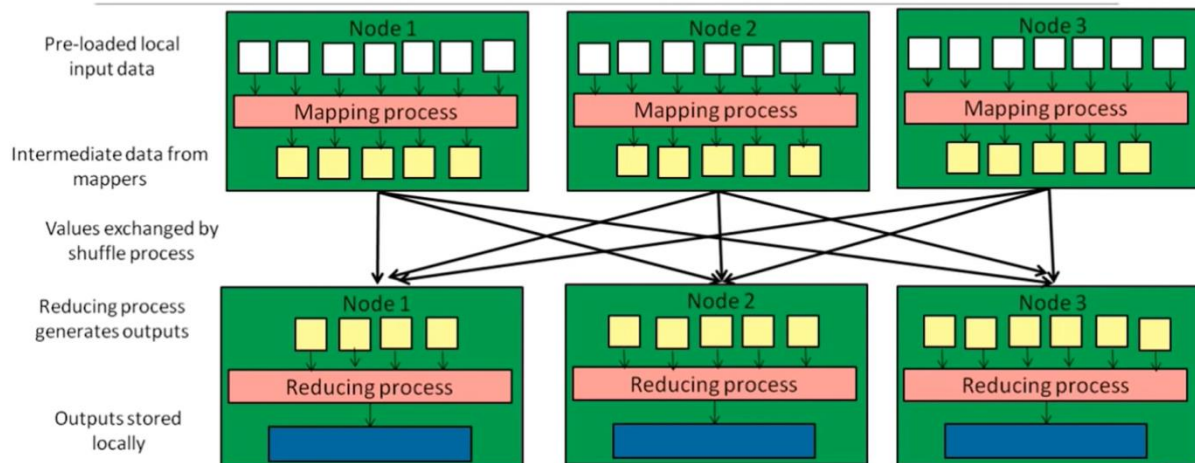 Node 1
Node 2
Node 3
Pre-loaded local
input data
Mapping process
Mapping process
Mapping process
Intermediate data from
mappers
Values exchanged by
shuffle process
Node 1
Node 2
Node 3
Reducing process
generates outputs
Reducing process
Reducing process
Reducing process
Outputs stored
locally